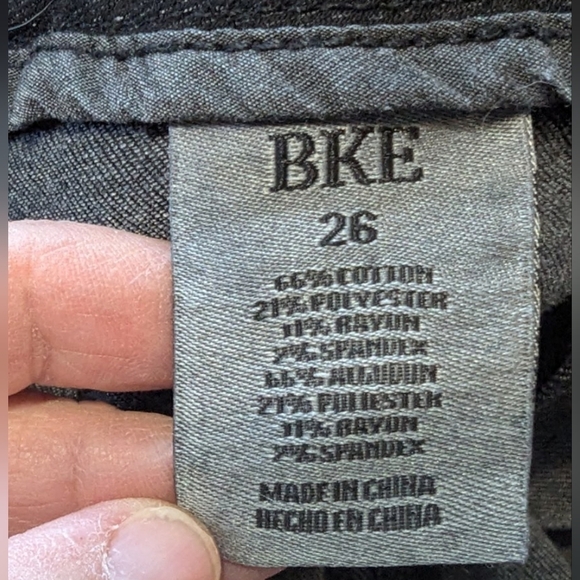 BKE
26
66% COTTON
21% POLYESTER
11% RAYON
2% SPANDEX
66% ALGODON
21% POLIESTER
11% RAYON
2% SPANDEX
MADE IN CHINA
HECHO EN CHINA